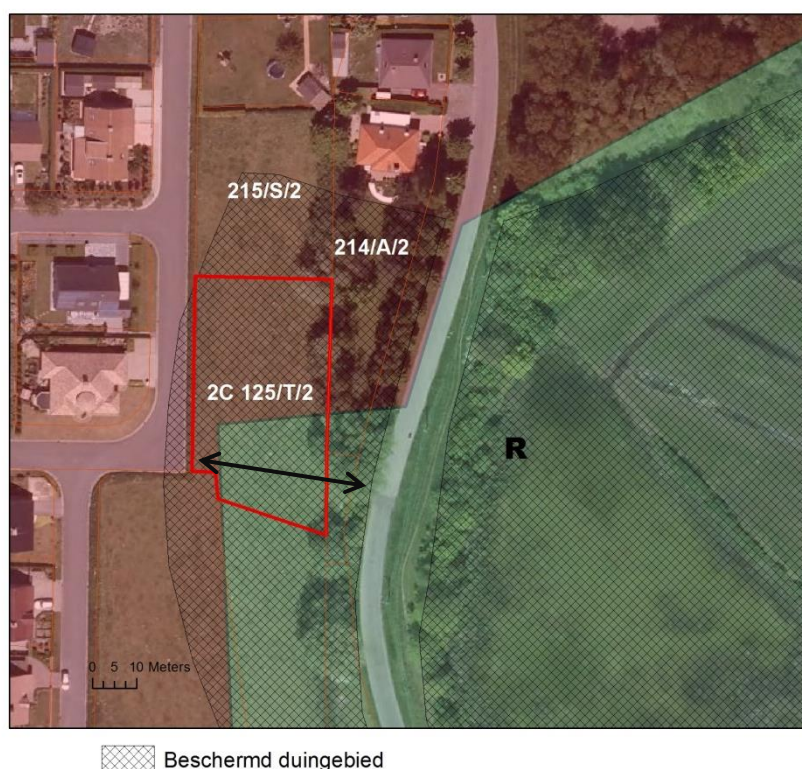 215/S/2
214/A/2
2C 125/T/2
R
0 5 10 Meters
Beschermd duingebied